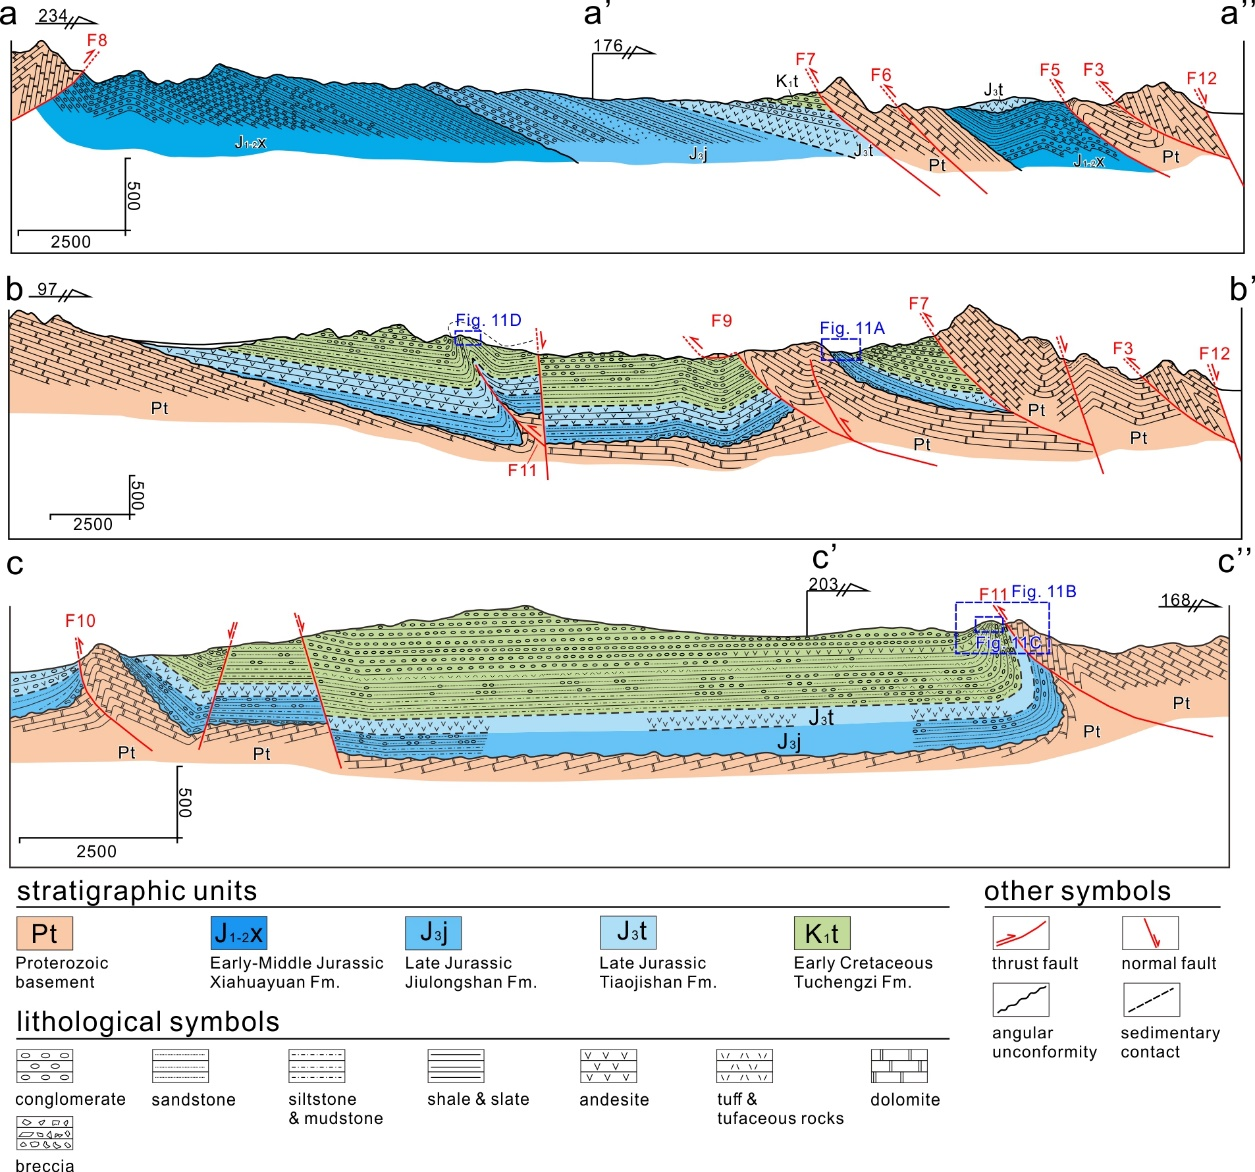 a
234
F8
a’
176
F7
K₁t
F6
J₃t
F5
F3
F12
a’’
J₁₋₂x
J₃j
J₃t
Pt
J₁₋₂x
Pt
500
2500
b
97
Fig. 11D
F9
Fig. 11A
F7
F3
F12
b’
Pt
F11
Pt
Pt
Pt
500
2500
c
F10
c’
203
F11
Fig. 11B
Fig. 11C
168
c’’
J₃t
J₃j
Pt
Pt
Pt
Pt
500
2500
stratigraphic units
other symbols
Pt
J₁₋₂x
J₃j
J₃t
K₁t
Proterozoic
basement
Early-Middle Jurassic
Xiahuayuan Fm.
Late Jurassic
Jiulongshan Fm.
Late Jurassic
Tiaojishan Fm.
Early Cretaceous
Tuchengzi Fm.
thrust fault
normal fault
angular
unconformity
sedimentary
contact
lithological symbols
conglomerate
sandstone
siltstone
& mudstone
shale & slate
andesite
tuff &
tufaceous rocks
dolomite
breccia